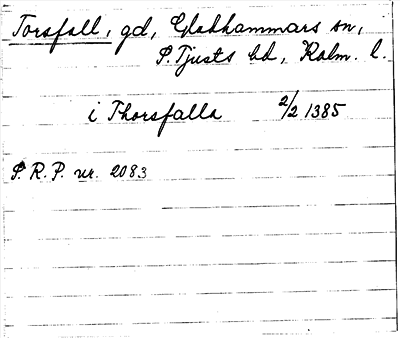 Torsfall, gd, Gladhammars sn,
S. Tjusts hd, Kalm. l.
i Thorsfalla 2/2 1385
S. R. P. nr. 2083